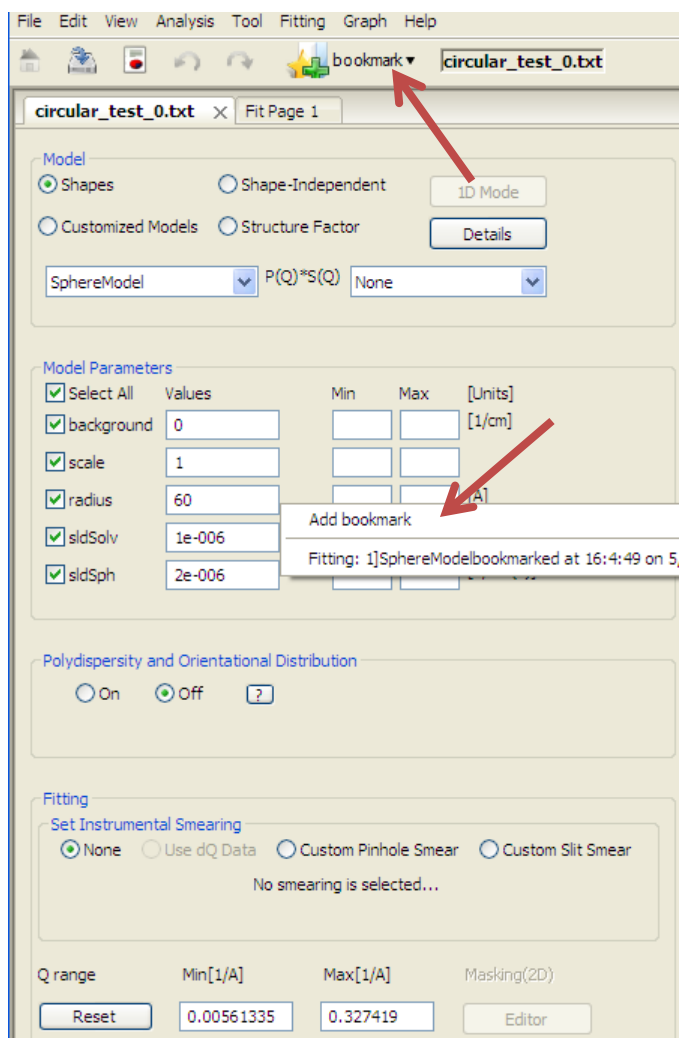 File Edit View Analysis Tool Fitting Graph Help
bookmark▾ circular_test_0.txt
circular_test_0.txt × Fit Page 1
Model
Shapes Shape-Independent 1D Mode
Customized Models Structure Factor Details
SphereModel P(Q)*S(Q) None
Model Parameters
Select All Values Min Max [Units]
background 0 [1/cm]
scale 1
radius 60 [A]
Add bookmark
sldSolv 1e-006
Fitting: 1]SphereModelbookmarked at 16:4:49 on 5,
sldSph 2e-006
Polydispersity and Orientational Distribution
On Off ?
Fitting
Set Instrumental Smearing
None Use dQ Data Custom Pinhole Smear Custom Slit Smear
No smearing is selected...
Q range Min[1/A] Max[1/A] Masking(2D)
Reset 0.00561335 0.327419 Editor